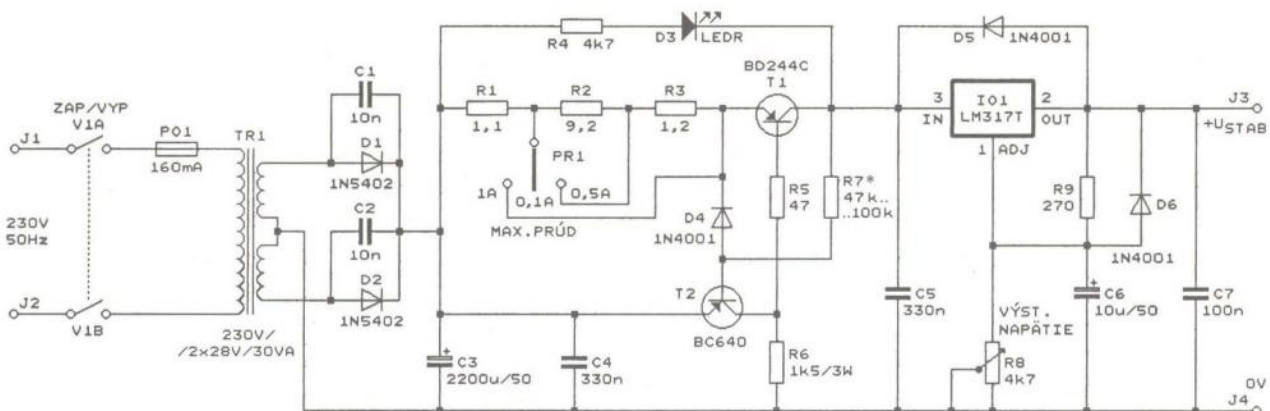 ZAP/VYP
V1A
J1
PO1
160mA
TR1
230V
50Hz
J2
V1B
230V/
/2x28V/30VA
C1
10n
D1
1N5402
C2
10n
D2
1N5402
R4 4k7
D3
LEDR
R1
1,1
R2
9,2
R3
1,2
PR1
1A
0,1A
0,5A
MAX.PRÚD
BD244C
T1
D4
1N4001
R5
47
R7*
47k..
..100k
T2
BC640
R6
1k5/3W
C3
+
2200u/50
C4
330n
D5
1N4001
3
IN
IO1
LM317T
2
OUT
1
ADJ
J3
+USTAB
R9
270
D6
1N4001
C5
330n
VÝST.
NAPÄTIE
R8
4k7
+
C6
10u/50
C7
100n
0V
J4